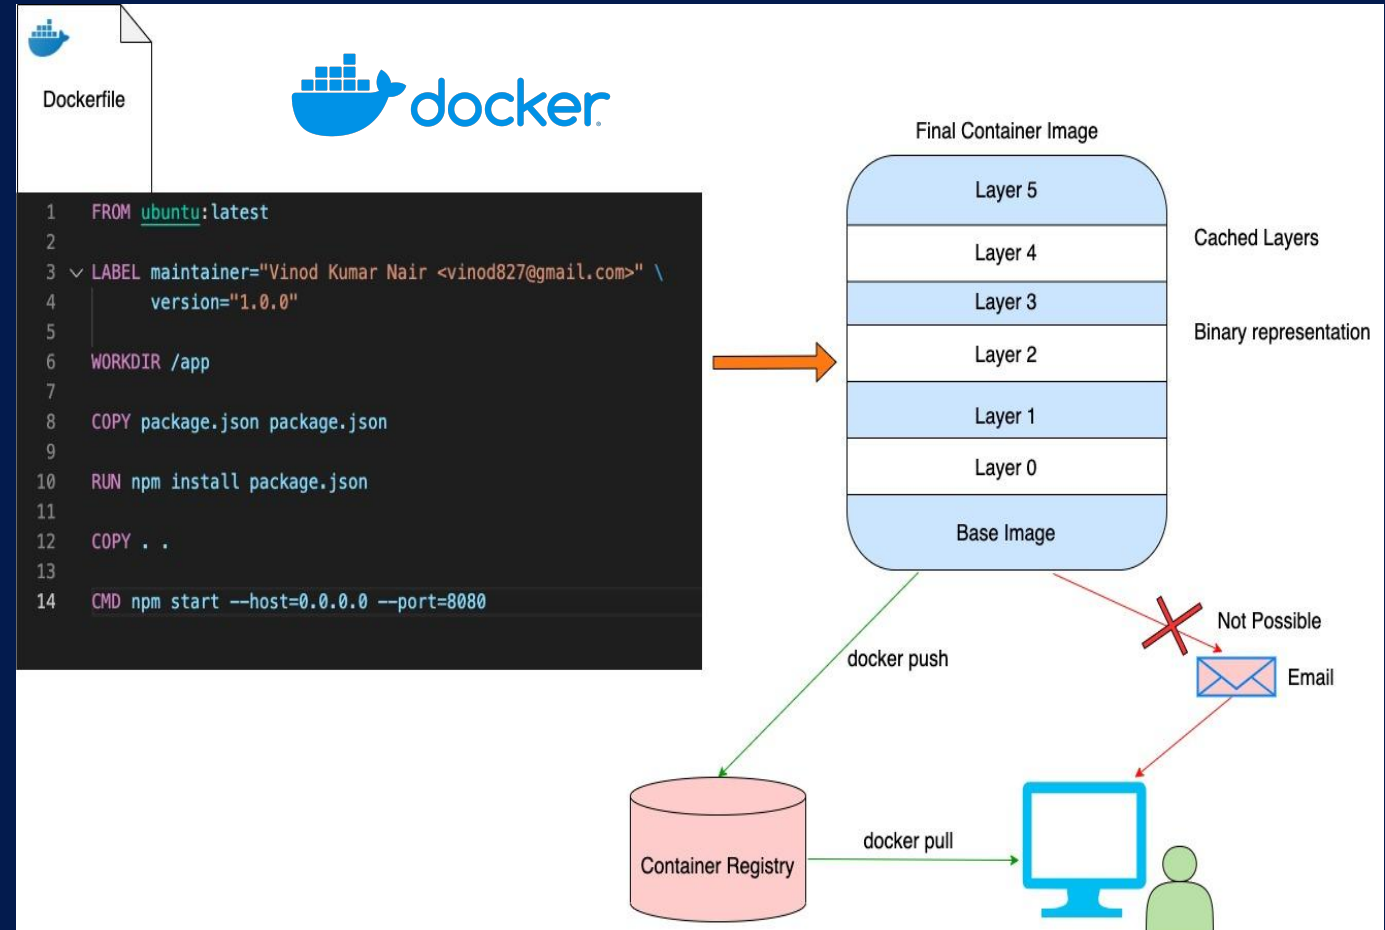 Dockerfile
docker
1 FROM ubuntu:latest
2
3 LABEL maintainer="Vinod Kumar Nair <vinod827@gmail.com>" \
4 version="1.0.0"
5
6 WORKDIR /app
7
8 COPY package.json package.json
9
10 RUN npm install package.json
11
12 COPY . .
13
14 CMD npm start --host=0.0.0.0 --port=8080
Final Container Image
Layer 5
Layer 4
Layer 3
Layer 2
Layer 1
Layer 0
Base Image
Cached Layers
Binary representation
docker push
Not Possible
Email
Container Registry
docker pull